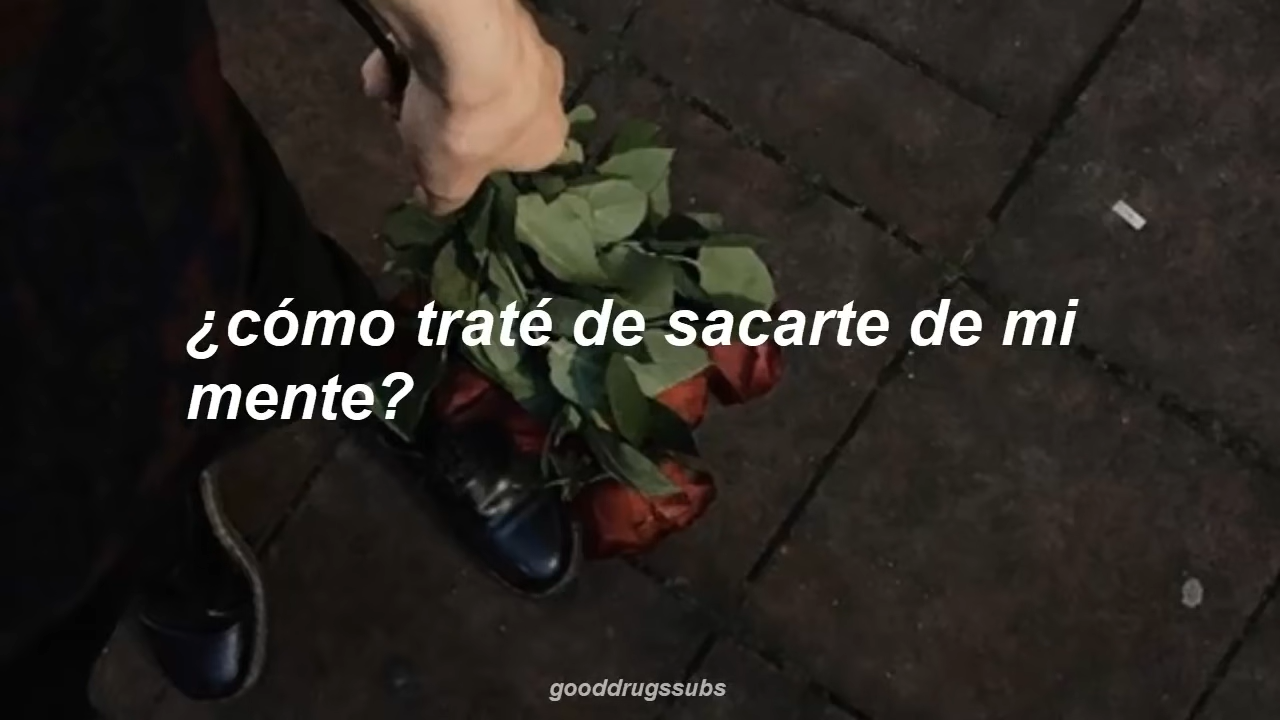 ¿cómo traté de sacarte de mi
mente?
gooddrugssubs